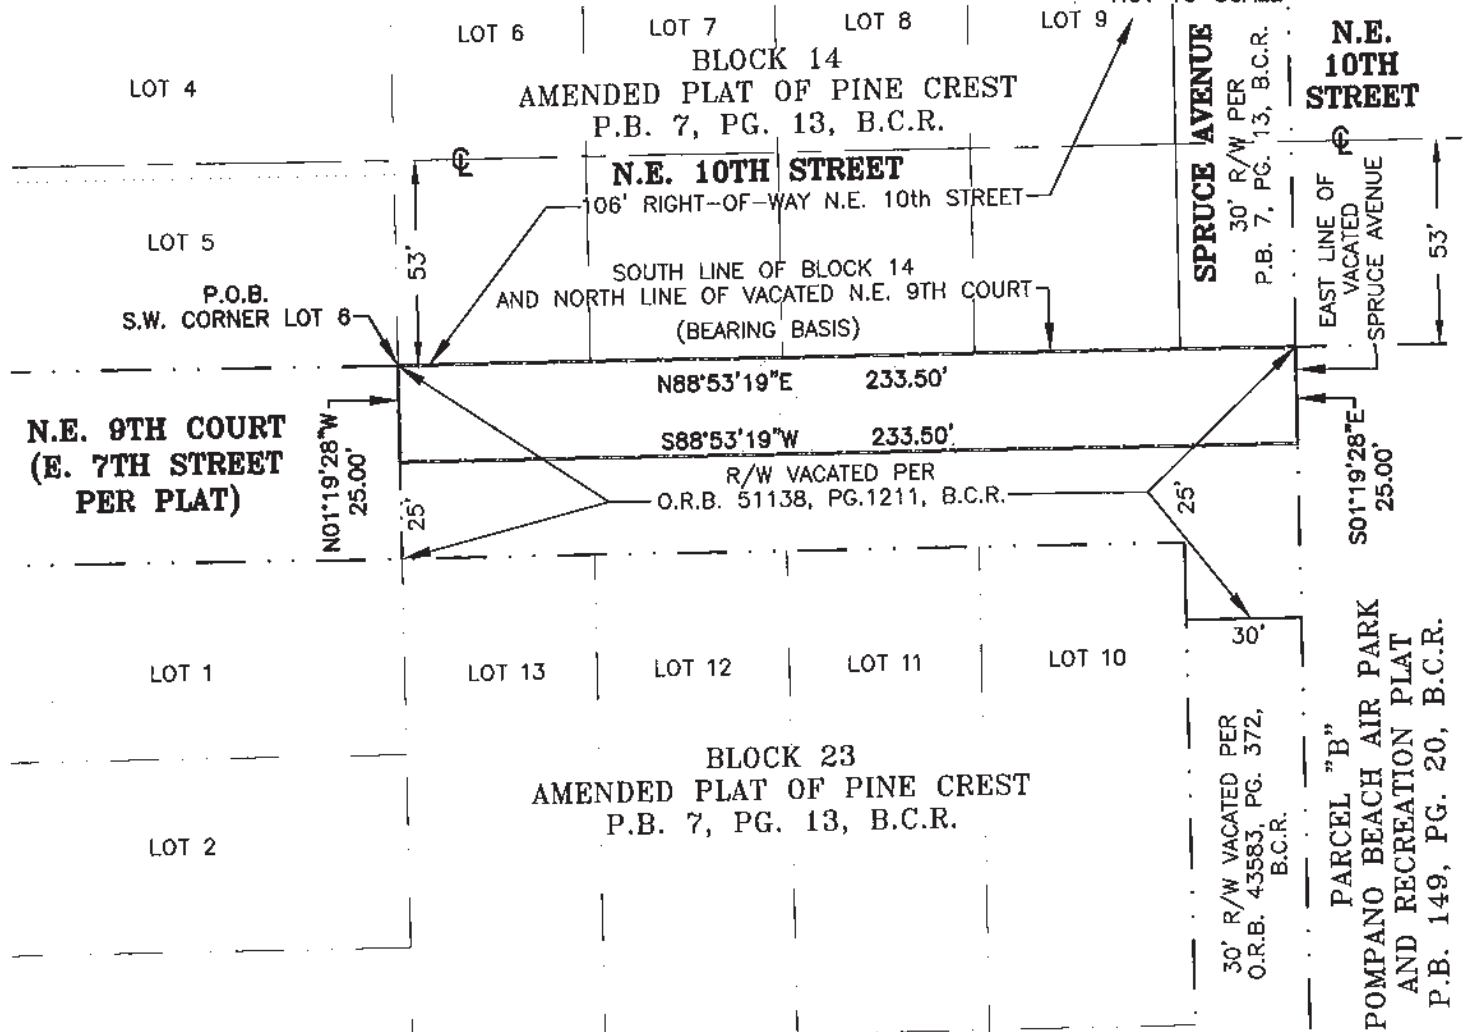 LOT 6
LOT 7
LOT 8
LOT 9
LOT 4
BLOCK 14
AMENDED PLAT OF PINE CREST
P.B. 7, PG. 13, B.C.R.
SPRUCE AVENUE
30' R/W PER
P.B. 7, PG. 13, B.C.R.
N.E.
10TH
STREET
N.E. 10TH STREET
106' RIGHT-OF-WAY N.E. 10th STREET
LOT 5
53'
SOUTH LINE OF BLOCK 14
AND NORTH LINE OF VACATED N.E. 9TH COURT
(BEARING BASIS)
P.O.B.
S.W. CORNER LOT 6
EAST LINE OF
VACATED
SPRUCE AVENUE
53'
N88°53'19"E 233.50'
S88°53'19"W 233.50'
N.E. 9TH COURT
(E. 7TH STREET
PER PLAT)
N01°19'28"W
25.00'
25'
R/W VACATED PER
O.R.B. 51138, PG.1211, B.C.R.
25'
S01°19'28"E
25.00'
30'
LOT 1
LOT 13
LOT 12
LOT 11
LOT 10
BLOCK 23
AMENDED PLAT OF PINE CREST
P.B. 7, PG. 13, B.C.R.
LOT 2
30' R/W VACATED PER
O.R.B. 43583, PG. 372,
B.C.R.
PARCEL "B"
POMPANO BEACH AIR PARK
AND RECREATION PLAT
P.B. 149, PG. 20, B.C.R.